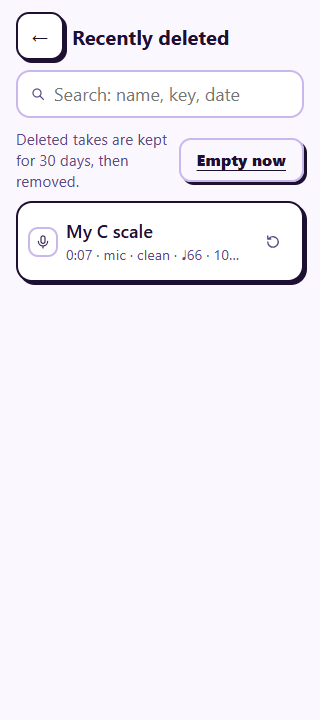 ← Recently deleted
Search: name, key, date
Deleted takes are kept
for 30 days, then
removed.
Empty now
My C scale
0:07 · mic · clean · ♩66 · 10…